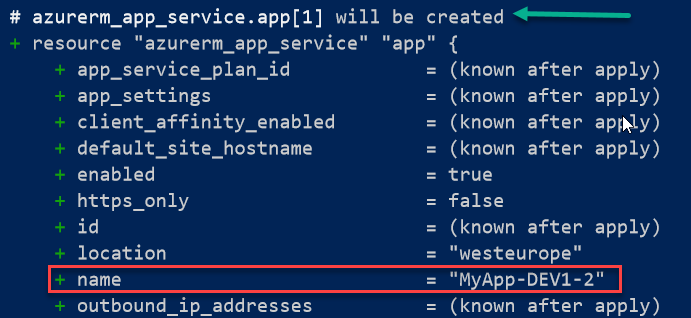 # azurerm_app_service.app[1] will be created
+ resource "azurerm_app_service" "app" {
+ app_service_plan_id = (known after apply)
+ app_settings = (known after apply)
+ client_affinity_enabled = (known after apply)
+ default_site_hostname = (known after apply)
+ enabled = true
+ https_only = false
+ id = (known after apply)
+ location = "westeurope"
+ name = "MyApp-DEV1-2"
+ outbound_ip_addresses = (known after apply)